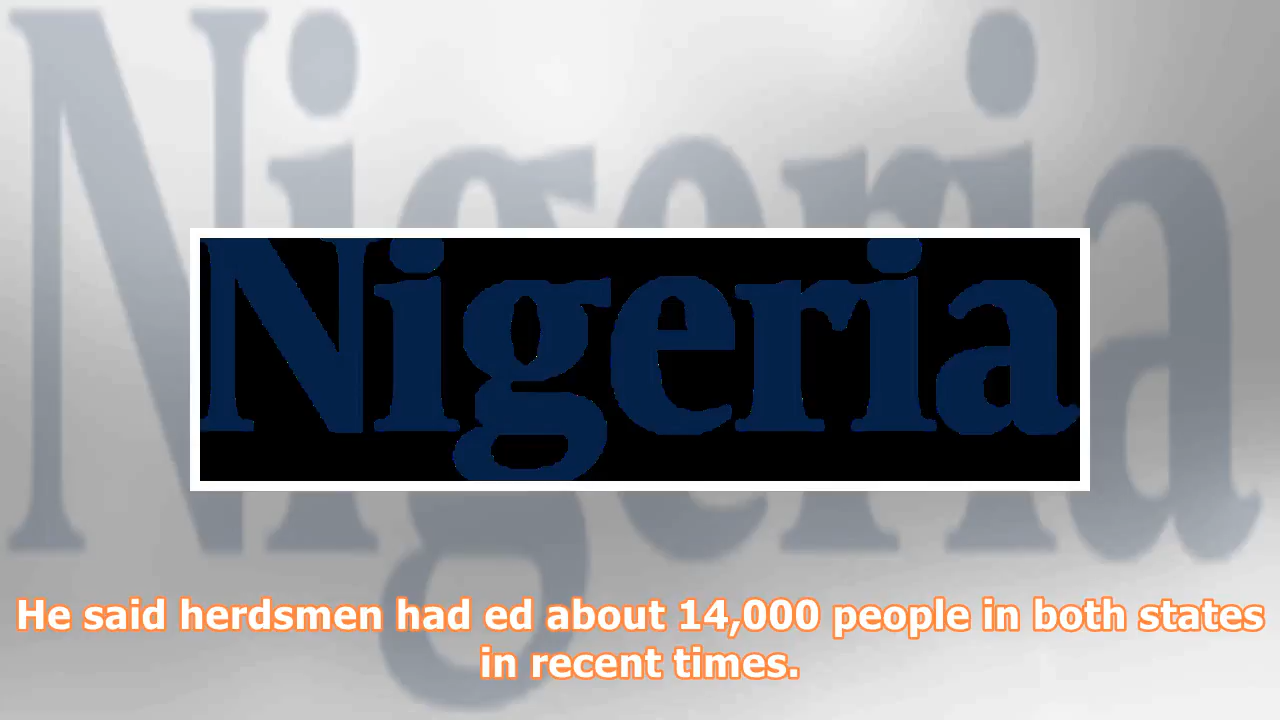 Nigeria
Nigeria
He said herdsmen had ed about 14,000 people in both states
in recent times.